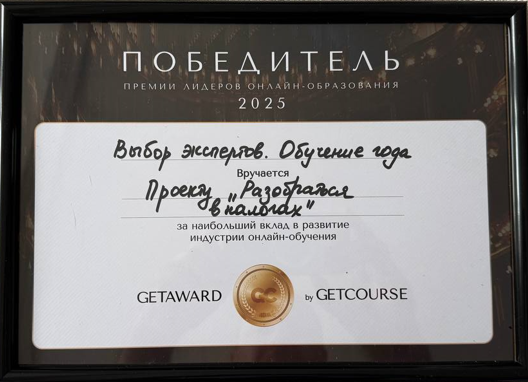 ПОБЕДИТЕЛЬ
ПРЕМИИ ЛИДЕРОВ ОНЛАЙН-ОБРАЗОВАНИЯ
2025
Выбор экспертов. Обучение года
Вручается
Проекту „Разобраться
в налогах"
за наибольший вклад в развитие
индустрии онлайн-обучения
GETAWARD by GETCOURSE